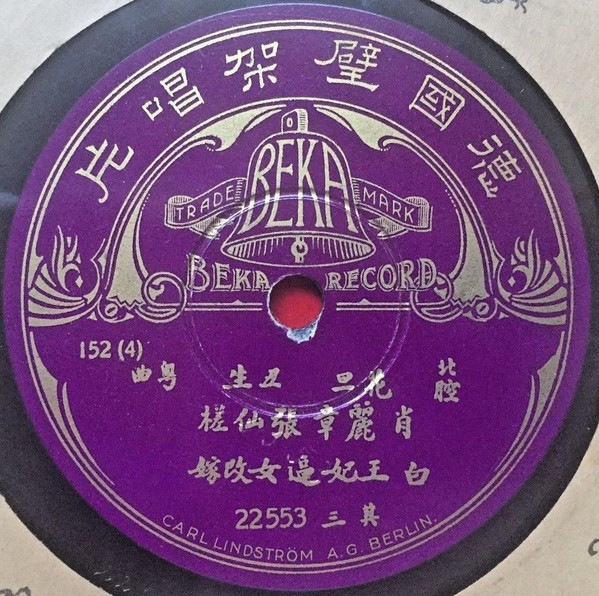 德國璧架唱片
TRADE MARK
BEKA
BEKA RECORD
152 (4)
北腔 花旦 丑生 粵曲
肖麗章張仙槎
白王妃逼女改嫁
22553 其三
CARL LINDSTRÖM A.G. BERLIN.